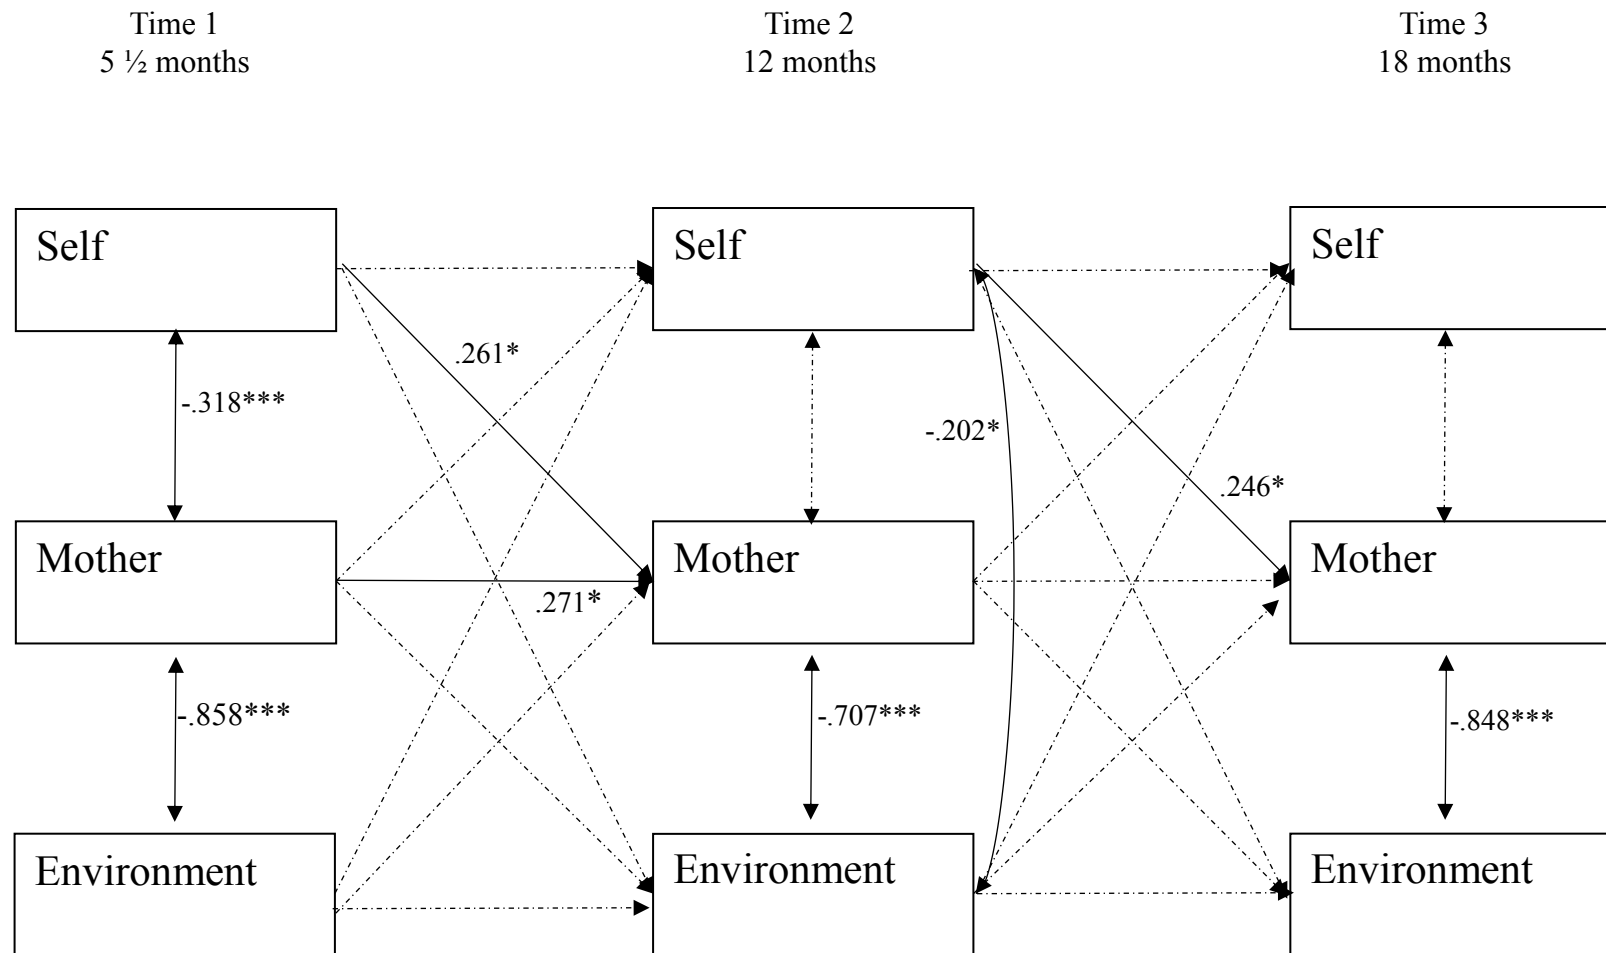 Time 1
5 ½ months
Time 2
12 months
Time 3
18 months
Self
Self
Self
.261*
-.318***
-.202*
.246*
Mother
Mother
Mother
.271*
-.858***
-.707***
-.848***
Environment
Environment
Environment